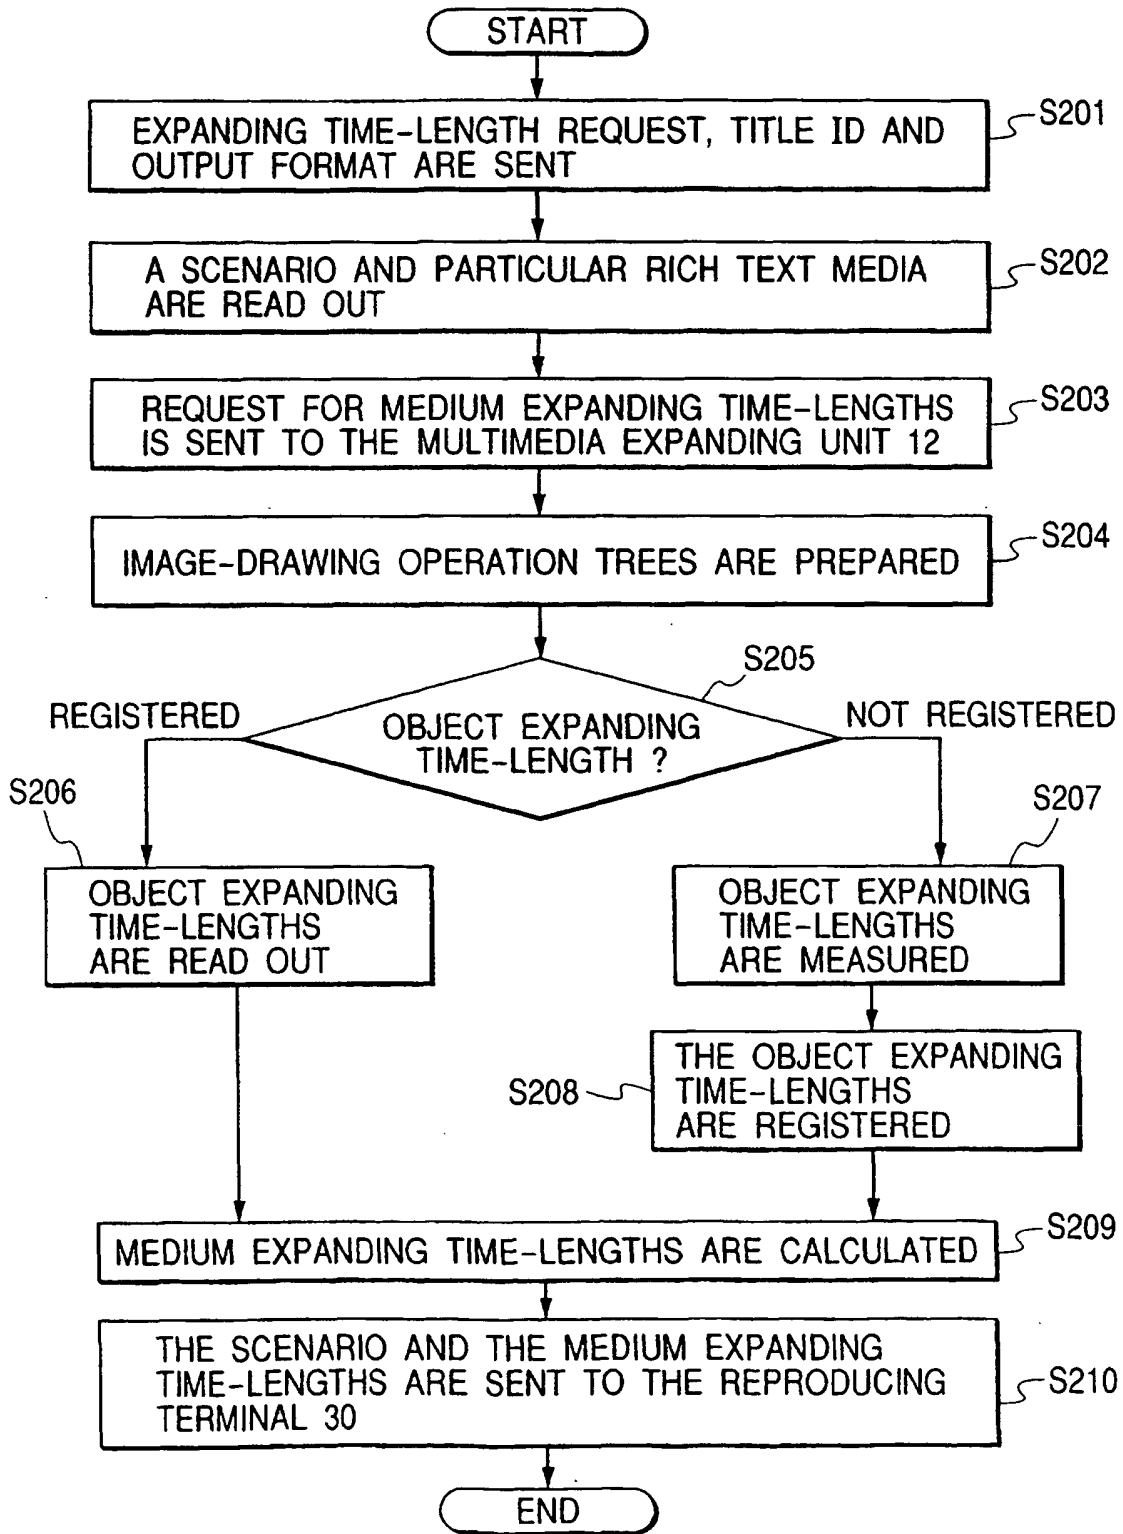 START
EXPANDING TIME-LENGTH REQUEST, TITLE ID AND
OUTPUT FORMAT ARE SENT
S201
A SCENARIO AND PARTICULAR RICH TEXT MEDIA
ARE READ OUT
S202
REQUEST FOR MEDIUM EXPANDING TIME-LENGTHS
IS SENT TO THE MULTIMEDIA EXPANDING UNIT 12
S203
IMAGE-DRAWING OPERATION TREES ARE PREPARED
S204
S205
REGISTERED
OBJECT EXPANDING
TIME-LENGTH ?
NOT REGISTERED
S206
OBJECT EXPANDING
TIME-LENGTHS
ARE READ OUT
S207
OBJECT EXPANDING
TIME-LENGTHS
ARE MEASURED
S208
THE OBJECT EXPANDING
TIME-LENGTHS
ARE REGISTERED
MEDIUM EXPANDING TIME-LENGTHS ARE CALCULATED
S209
THE SCENARIO AND THE MEDIUM EXPANDING
TIME-LENGTHS ARE SENT TO THE REPRODUCING
TERMINAL 30
S210
END